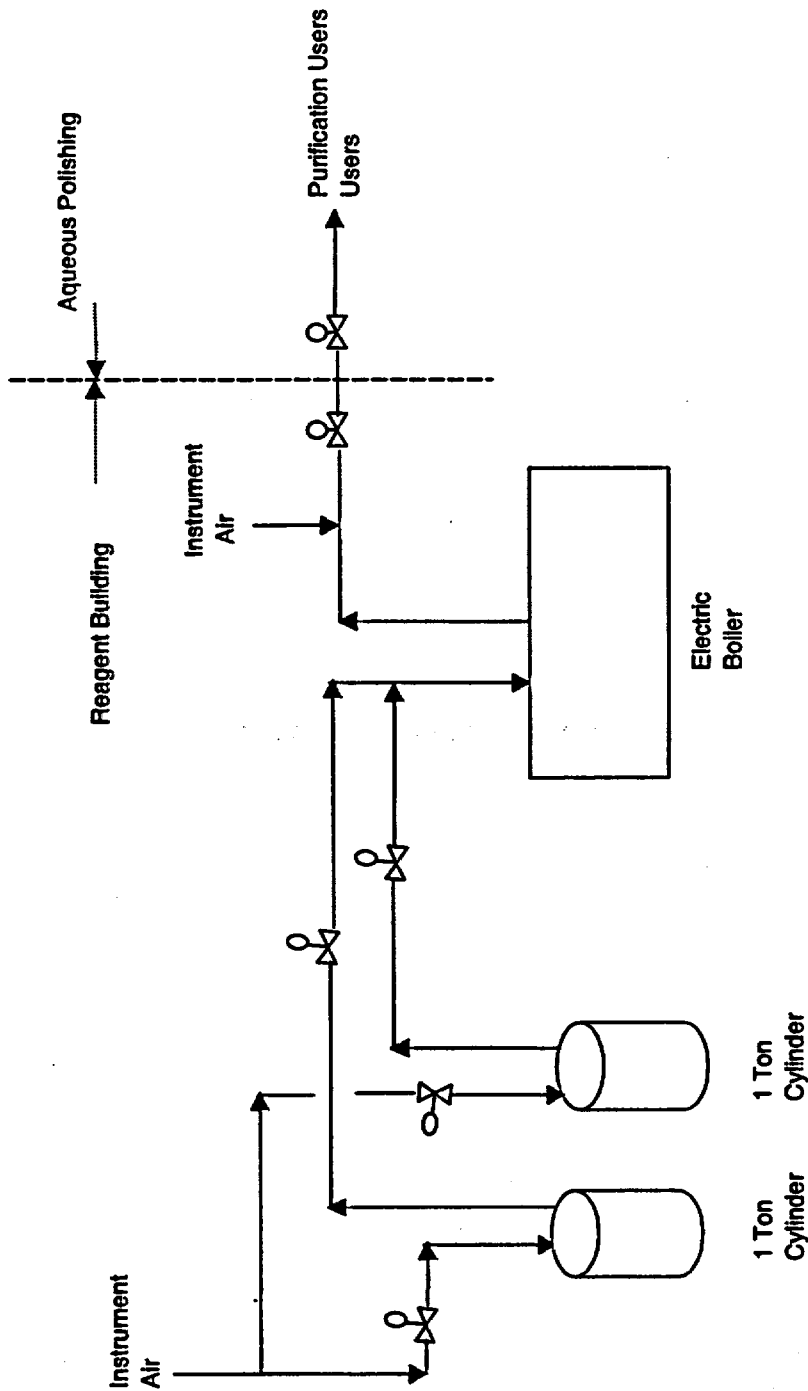 Reagent Building
Aqueous Polishing
Instrument
Air
Purification Users
Users
Instrument
Air
Electric
Boiler
1 Ton
Cylinder
1 Ton
Cylinder